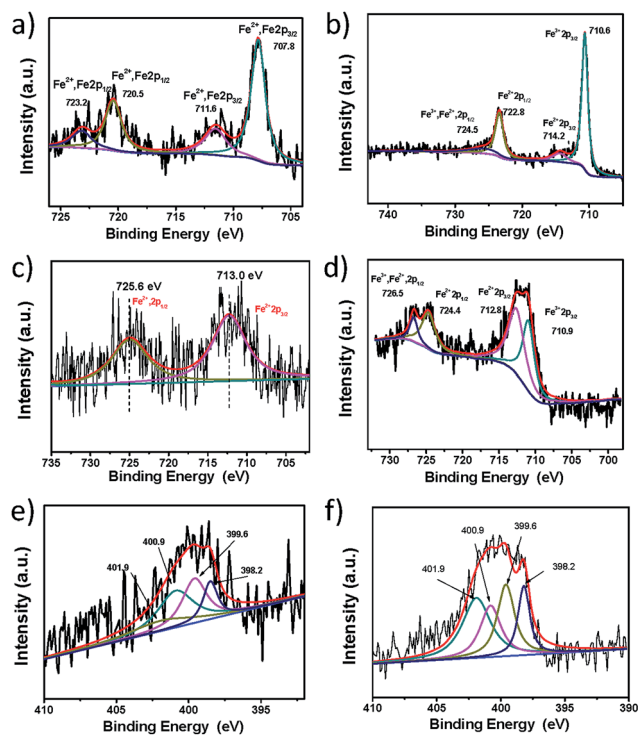 a)
Fe²⁺,Fe2p₃/₂
707.8
Fe²⁺,Fe2p₁/₂
723.2
Fe²⁺,Fe2p₁/₂
720.5
Fe²⁺,Fe2p₃/₂
711.6
Intensity (a.u.)
725 720 715 710 705
Binding Energy (eV)
b)
Fe³⁺2p₃/₂
710.6
Fe³⁺,Fe²⁺,2p₁/₂
724.5
Fe²⁺2p₁/₂
722.8
Fe²⁺2p₃/₂
714.2
Intensity (a.u.)
740 730 720 710
Binding Energy (eV)
c)
725.6 eV
Fe²⁺,2p₁/₂
713.0 eV
Fe²⁺2p₃/₂
Intensity (a.u.)
735 730 725 720 715 710 705
Binding Energy (eV)
d)
Fe³⁺,Fe²⁺,2p₁/₂
726.5
Fe²⁺2p₁/₂
724.4
Fe²⁺2p₃/₂
712.8
Fe³⁺2p₃/₂
710.9
Intensity (a.u.)
730 725 720 715 710 705 700
Binding Energy (eV)
e)
401.9
400.9
399.6
398.2
Intensity (a.u.)
410 405 400 395
Binding Energy (eV)
f)
401.9
400.9
399.6
398.2
Intensity (a.u.)
410 405 400 395 390
Binding Energy (eV)